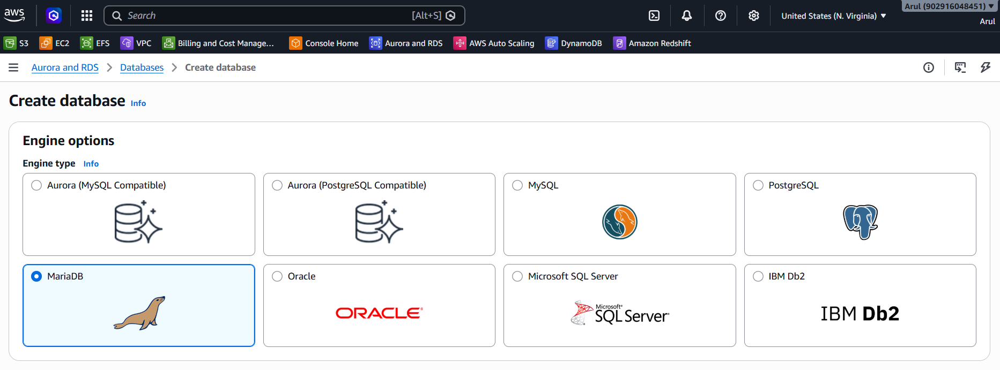 aws
Search [Alt+S]
United States (N. Virginia)
Arul (902916048451)
Arul
S3 EC2 EFS VPC Billing and Cost Manage... Console Home Aurora and RDS AWS Auto Scaling DynamoDB Amazon Redshift
Aurora and RDS Databases Create database
Create database Info
Engine options
Engine type Info
Aurora (MySQL Compatible)
Aurora (PostgreSQL Compatible)
MySQL
PostgreSQL
MariaDB
Oracle
ORACLE
Microsoft SQL Server
Microsoft®
SQL Server
IBM Db2
IBM Db2